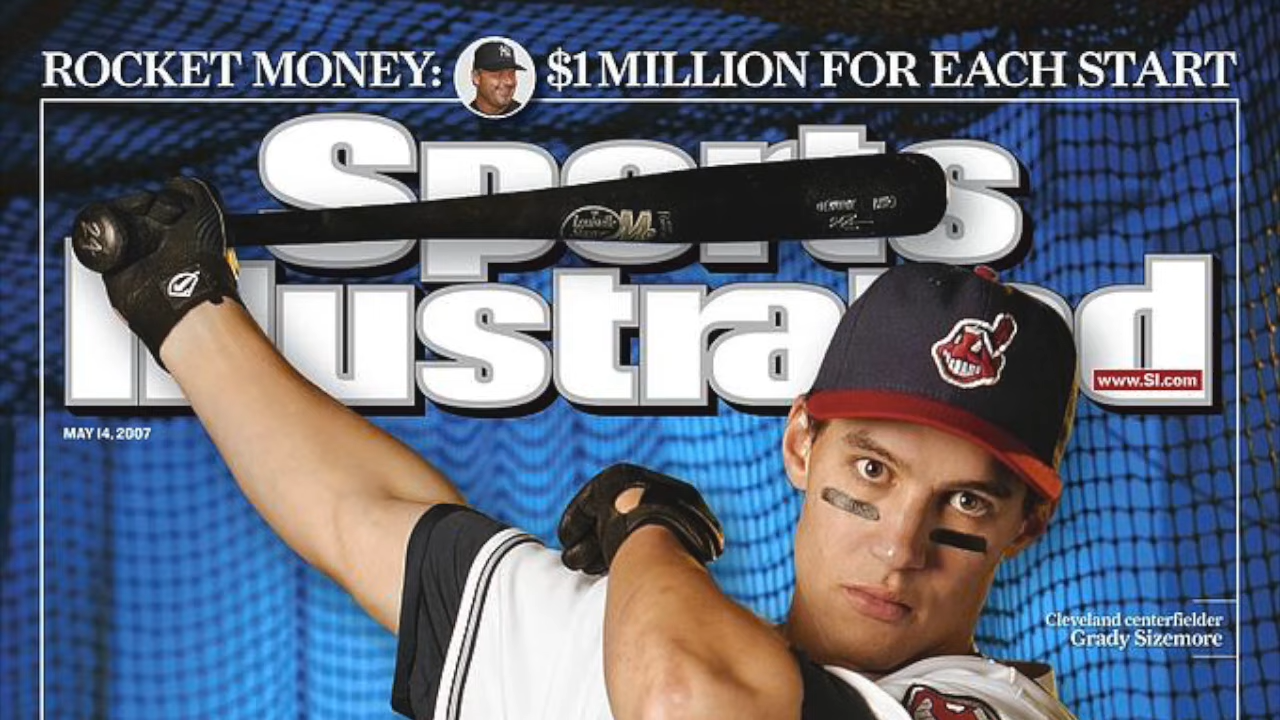 ROCKET MONEY: $1 MILLION FOR EACH START
Sports
Illustrated
www.SI.com
MAY 14, 2007
Louisville
Cleveland centerfielder
Grady Sizemore